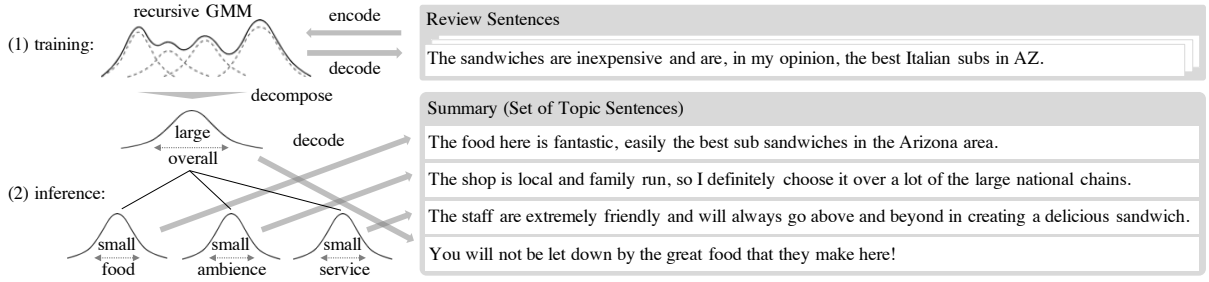 recursive GMM
encode
decode
(1) training:
Review Sentences
The sandwiches are inexpensive and are, in my opinion, the best Italian subs in AZ.
decompose
large
overall
decode
(2) inference:
small
food
small
ambience
small
service
Summary (Set of Topic Sentences)
The food here is fantastic, easily the best sub sandwiches in the Arizona area.
The shop is local and family run, so I definitely choose it over a lot of the large national chains.
The staff are extremely friendly and will always go above and beyond in creating a delicious sandwich.
You will not be let down by the great food that they make here!